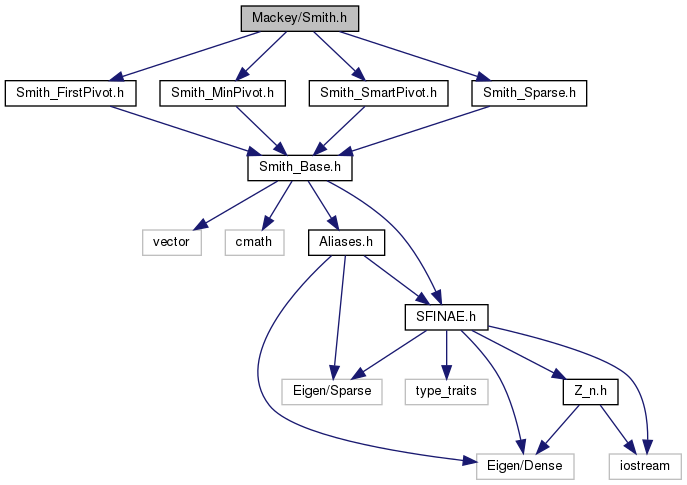 Mackey/Smith.h
Smith_FirstPivot.h
Smith_MinPivot.h
Smith_SmartPivot.h
Smith_Sparse.h
Smith_Base.h
vector
cmath
Aliases.h
SFINAE.h
Eigen/Sparse
type_traits
Z_n.h
Eigen/Dense
iostream